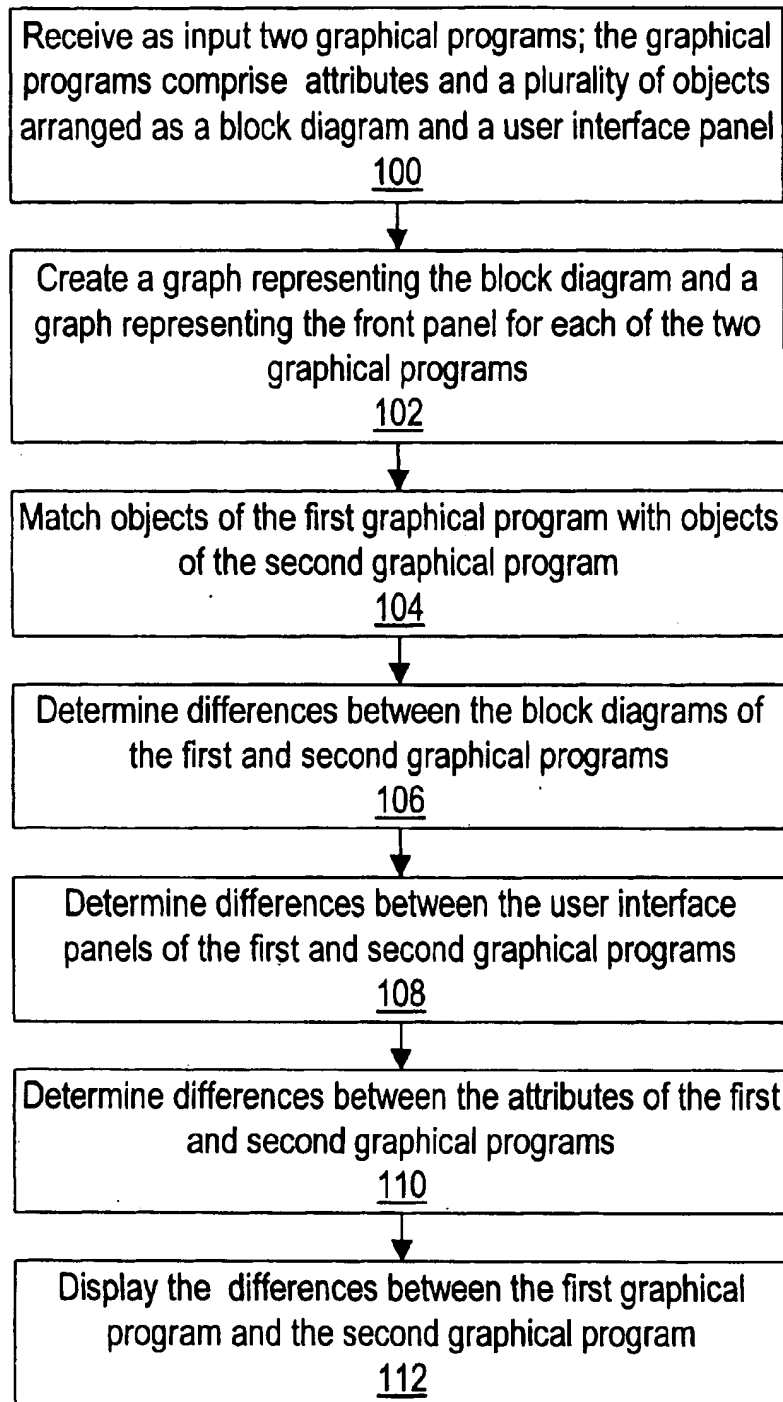 Receive as input two graphical programs; the graphical
programs comprise attributes and a plurality of objects
arranged as a block diagram and a user interface panel
100
Create a graph representing the block diagram and a
graph representing the front panel for each of the two
graphical programs
102
Match objects of the first graphical program with objects
of the second graphical program
104
Determine differences between the block diagrams of
the first and second graphical programs
106
Determine differences between the user interface
panels of the first and second graphical programs
108
Determine differences between the attributes of the first
and second graphical programs
110
Display the differences between the first graphical
program and the second graphical program
112